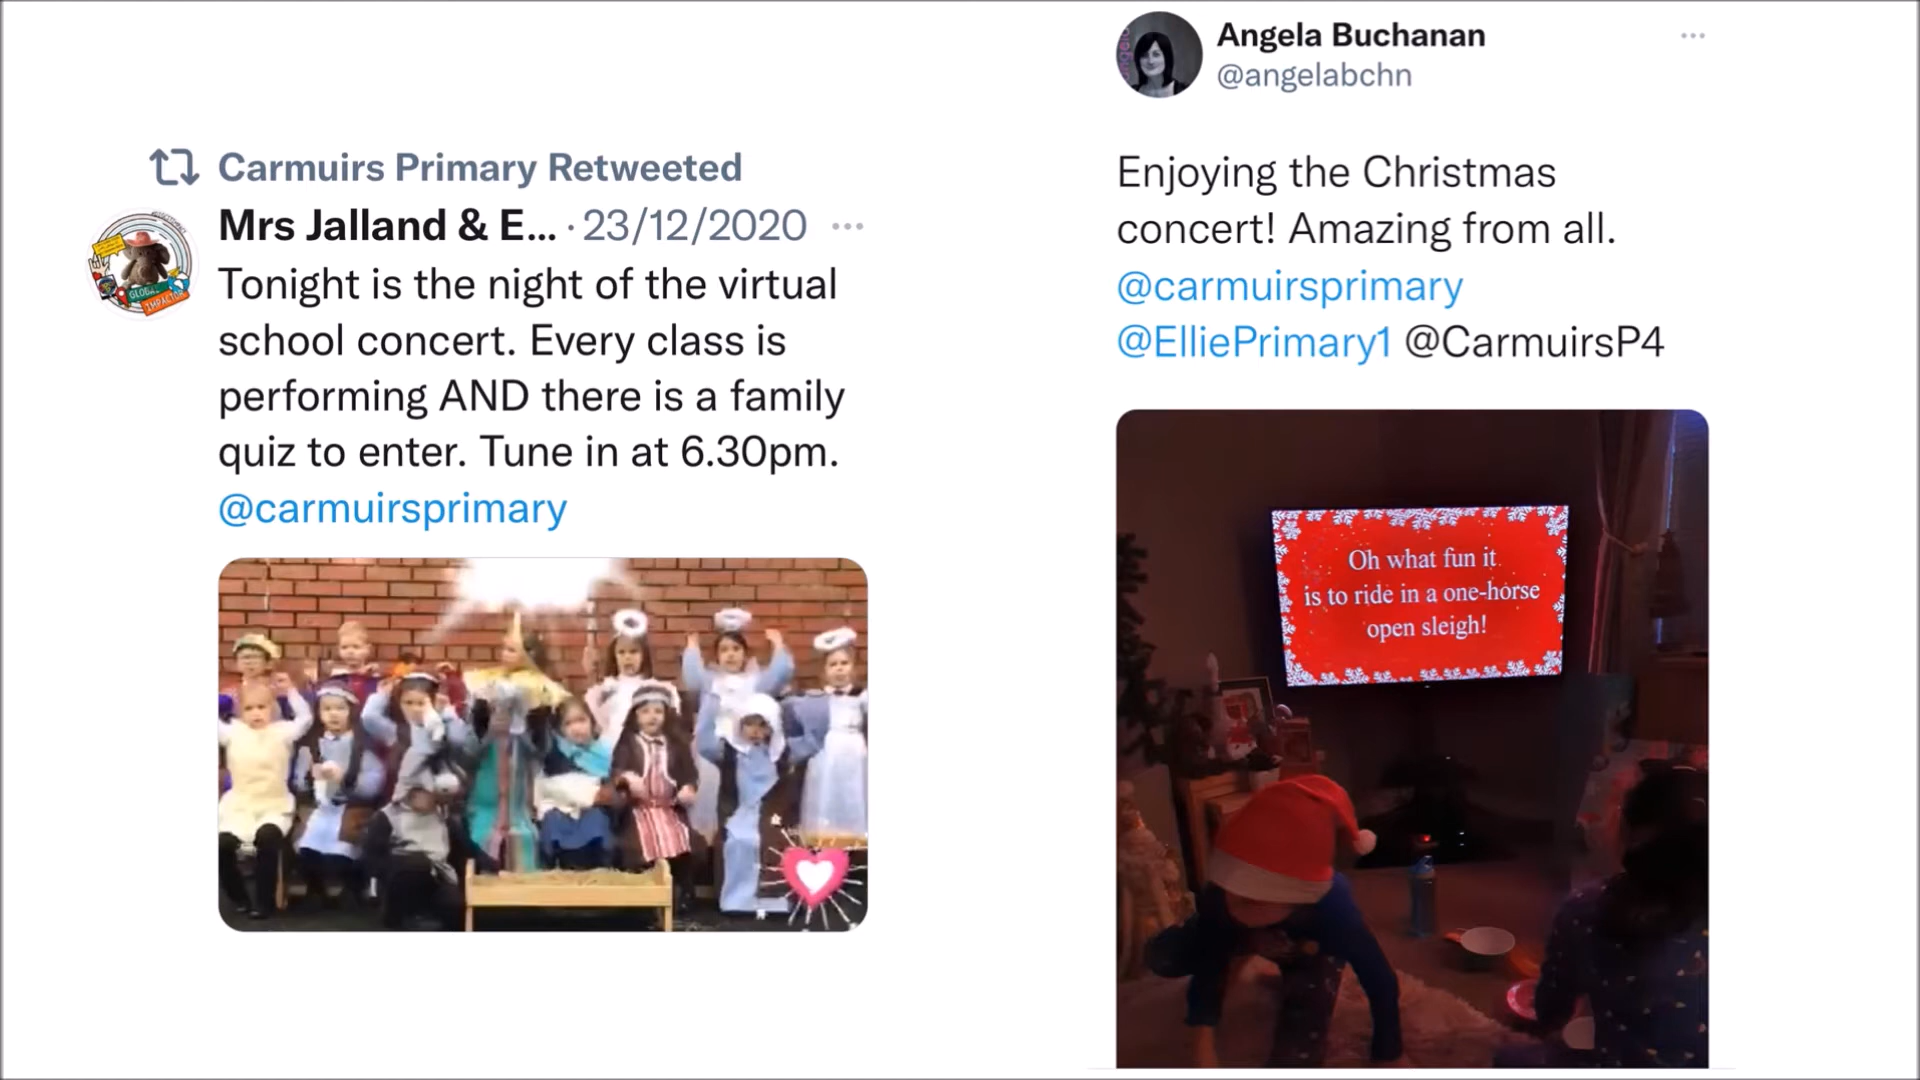 Carmuirs Primary Retweeted
Mrs Jalland & E... · 23/12/2020 ...
Tonight is the night of the virtual
school concert. Every class is
performing AND there is a family
quiz to enter. Tune in at 6.30pm.
@carmuirsprimary
GLOBAL
IMPACTOR
Angela Buchanan ...
@angelabchn
Enjoying the Christmas
concert! Amazing from all.
@carmuirsprimary
@ElliePrimary1 @CarmuirsP4
Oh what fun it
is to ride in a one-horse
open sleigh!